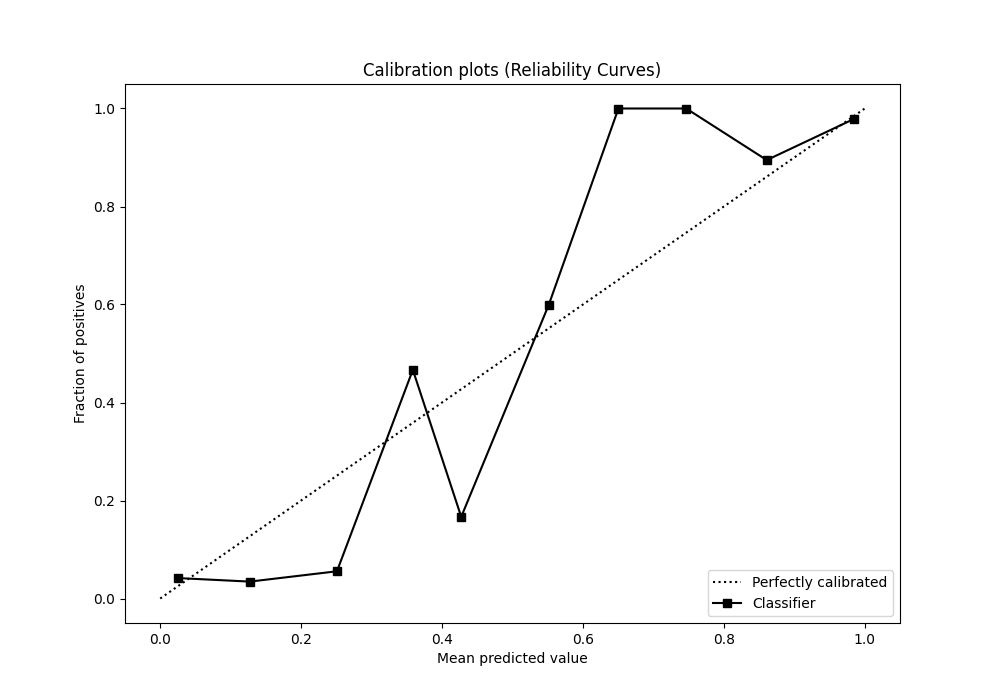 Calibration plots (Reliability Curves)
1.0
0.8
0.6
0.4
0.2
0.0
Fraction of positives
0.0 0.2 0.4 0.6 0.8 1.0
Mean predicted value
Perfectly calibrated
Classifier